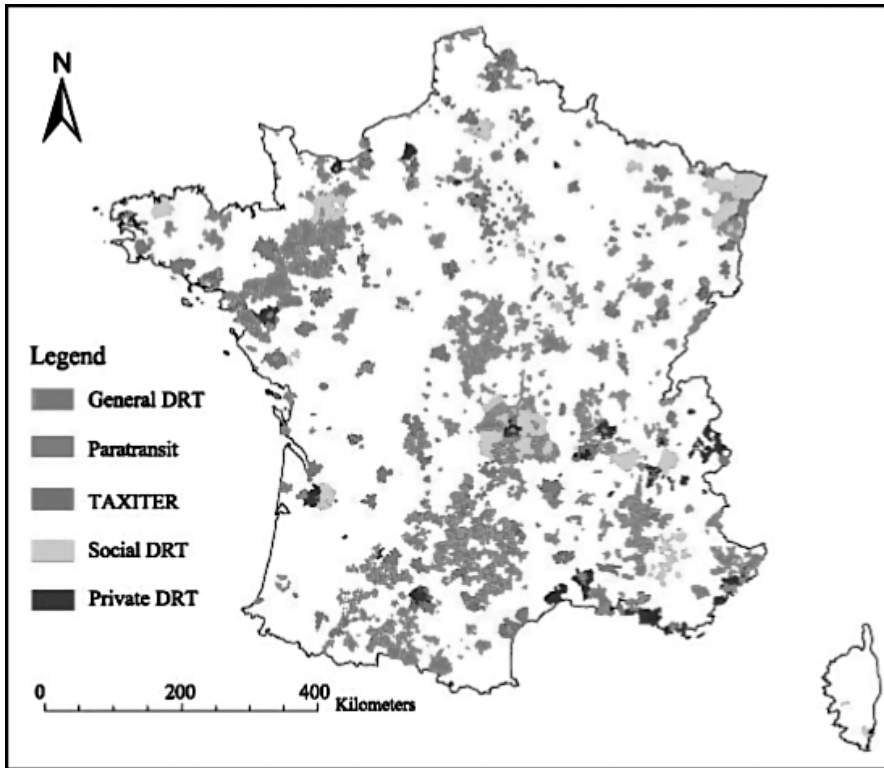 N
Legend
General DRT
Paratransit
TAXITER
Social DRT
Private DRT
0 200 400 Kilometers